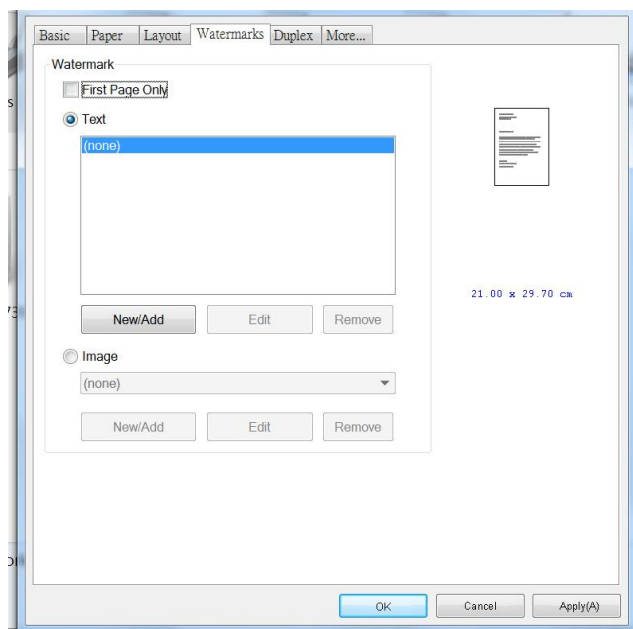 Basic Paper Layout Watermarks Duplex More...
Watermark
First Page Only
Text
(none)
21.00 x 29.70 cm
New/Add Edit Remove
Image
(none)
New/Add Edit Remove
OK Cancel Apply(A)